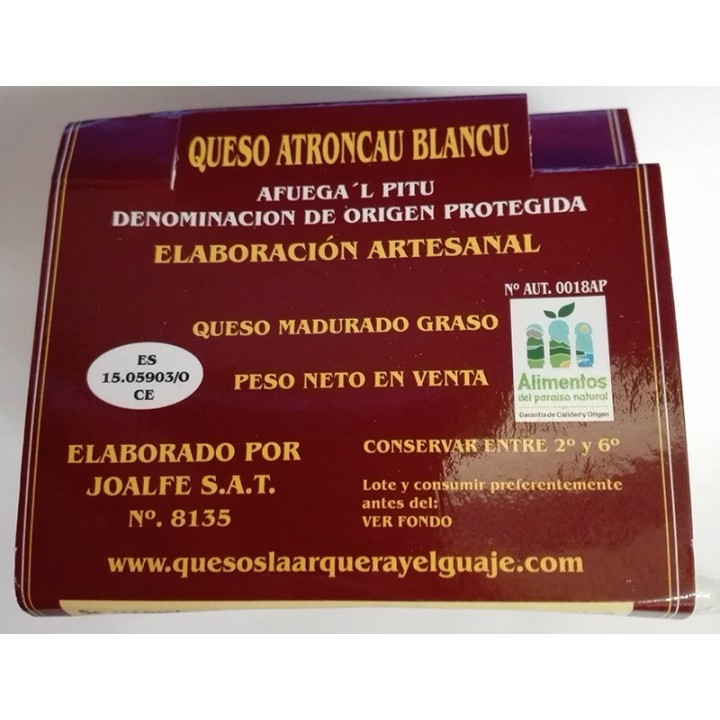 QUESO ATRONCAU BLANCU
AFUEGA´L PITU
DENOMINACION DE ORIGEN PROTEGIDA
ELABORACIÓN ARTESANAL
Nº AUT. 0018AP
QUESO MADURADO GRASO
ES
15.05903/O
CE
PESO NETO EN VENTA
Alimentos
del paraíso natural
Garantía de Calidad y Origen
ELABORADO POR
JOALFE S.A.T.
Nº. 8135
CONSERVAR ENTRE 2º y 6º
Lote y consumir preferentemente
antes del:
VER FONDO
www.quesoslaarquerayelguaje.com